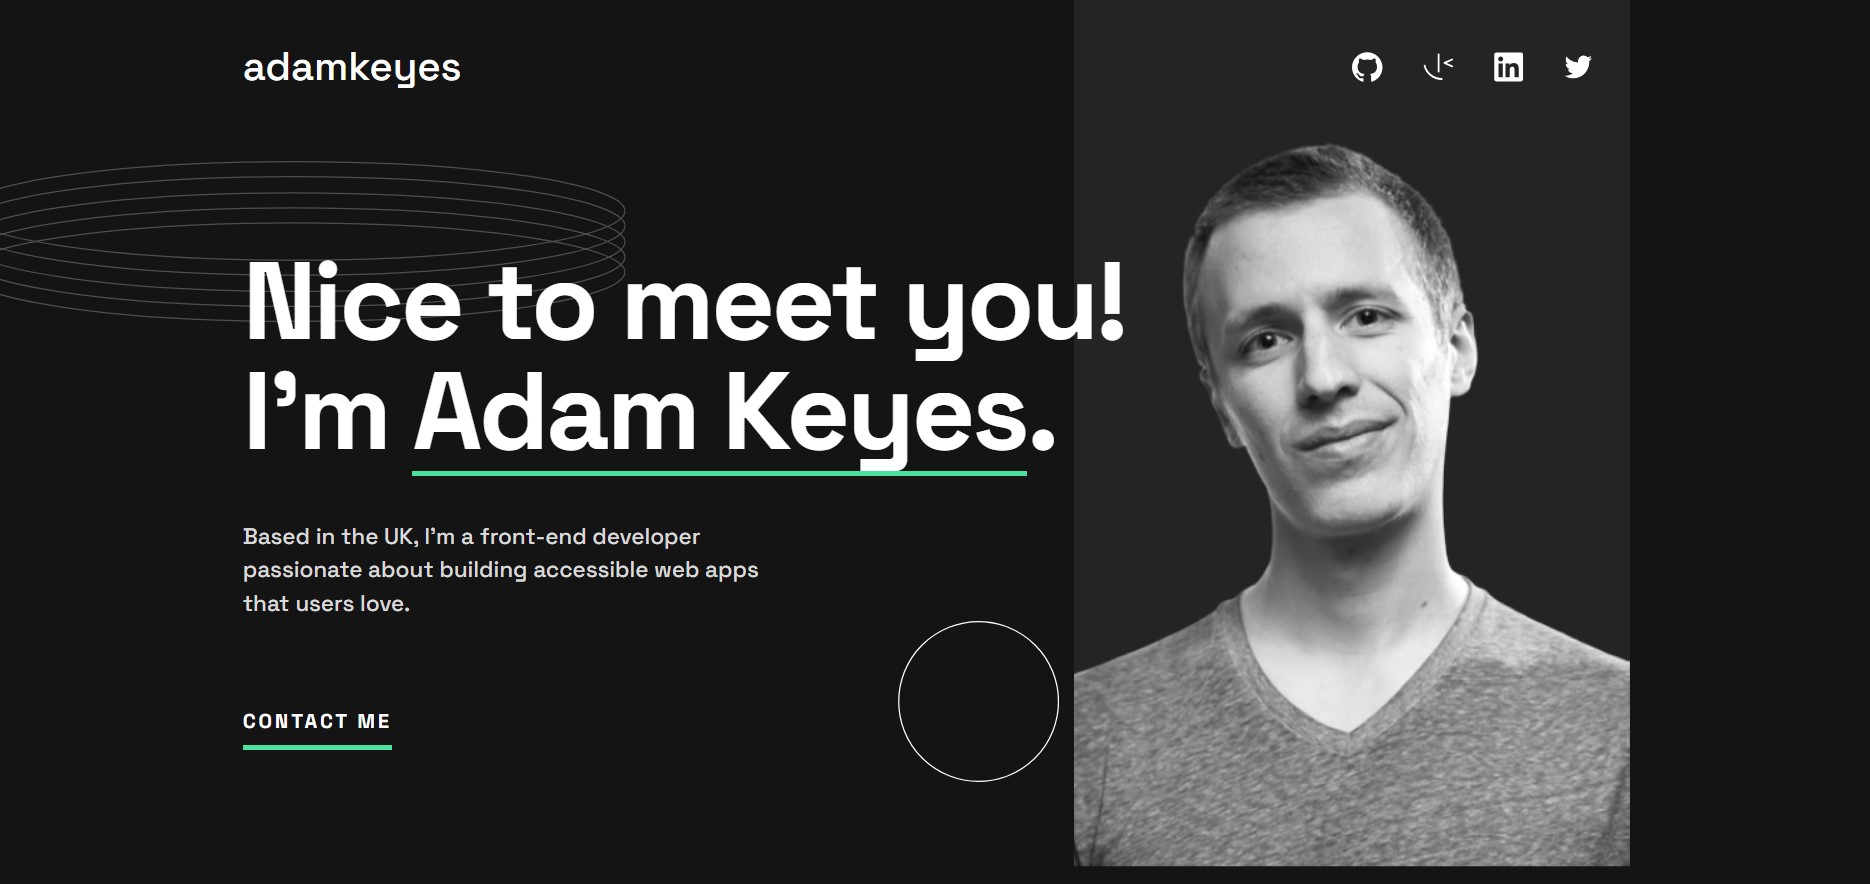 adamkeyes
Nice to meet you!
I’m Adam Keyes.
Based in the UK, I’m a front-end developer
passionate about building accessible web apps
that users love.
CONTACT ME